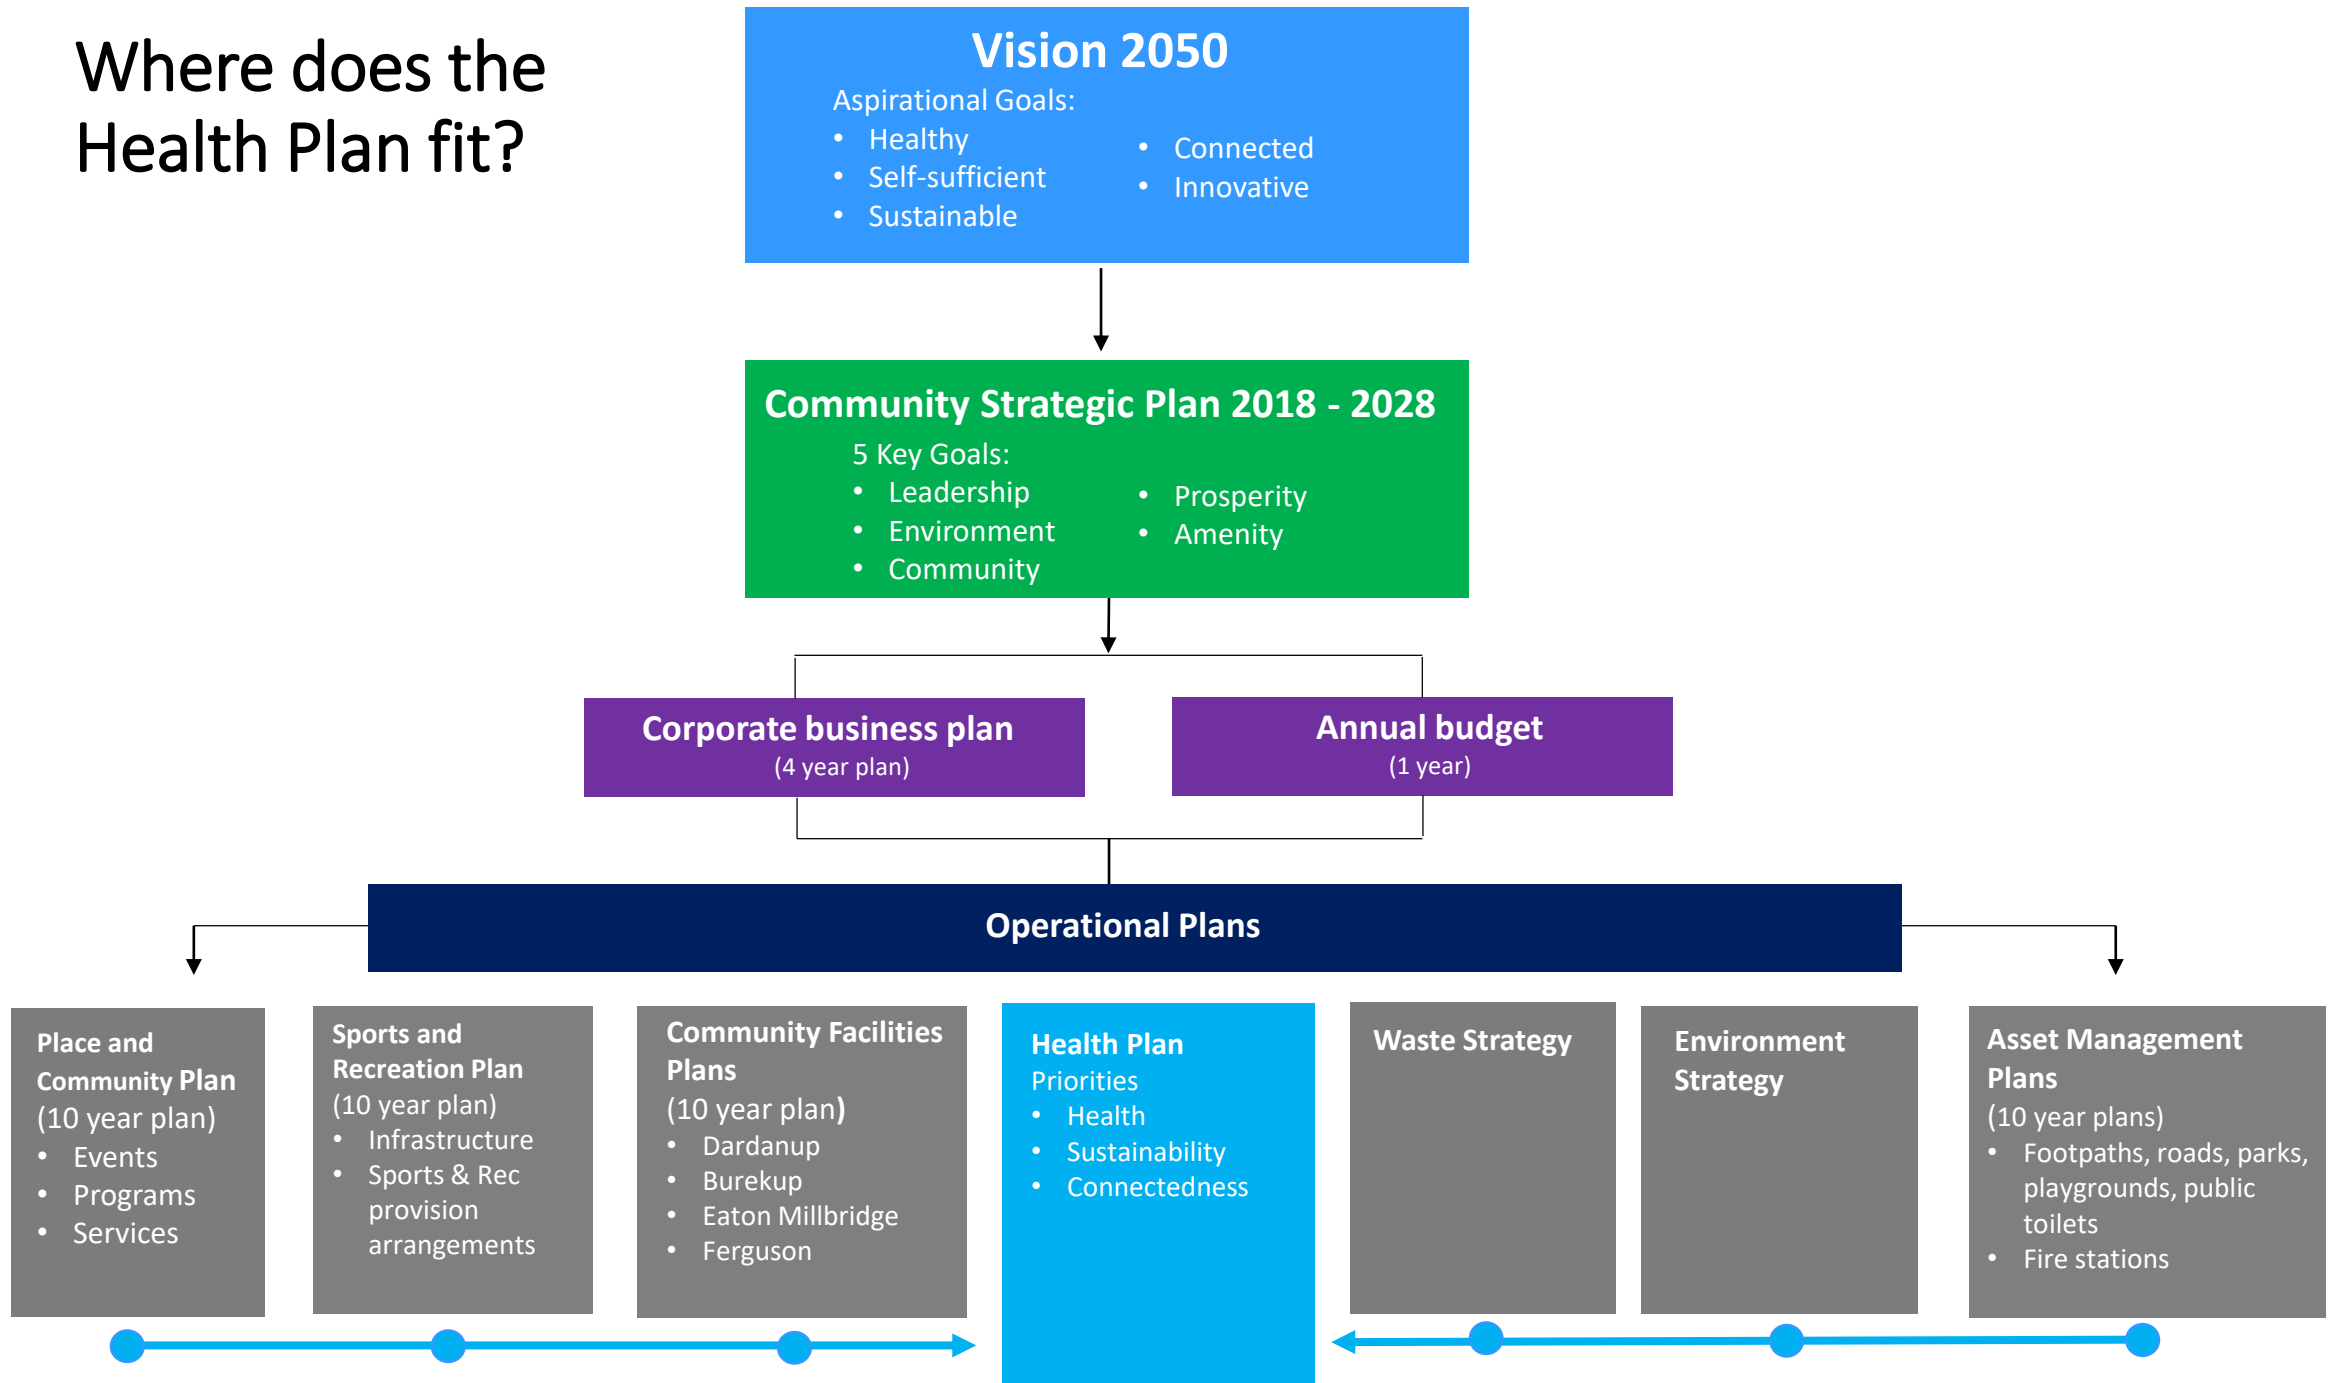 Where does the
Health Plan fit?
Vision 2050
Aspirational Goals:
• Healthy
• Self-sufficient
• Sustainable
• Connected
• Innovative
Community Strategic Plan 2018 - 2028
5 Key Goals:
• Leadership
• Environment
• Community
• Prosperity
• Amenity
Corporate business plan
(4 year plan)
Annual budget
(1 year)
Operational Plans
Place and
Community Plan
(10 year plan)
• Events
• Programs
• Services
Sports and
Recreation Plan
(10 year plan)
• Infrastructure
• Sports & Rec
provision
arrangements
Community Facilities
Plans
(10 year plan)
• Dardanup
• Burekup
• Eaton Millbridge
• Ferguson
Health Plan
Priorities
• Health
• Sustainability
• Connectedness
Waste Strategy
Environment
Strategy
Asset Management
Plans
(10 year plans)
• Footpaths, roads, parks,
playgrounds, public
toilets
• Fire stations